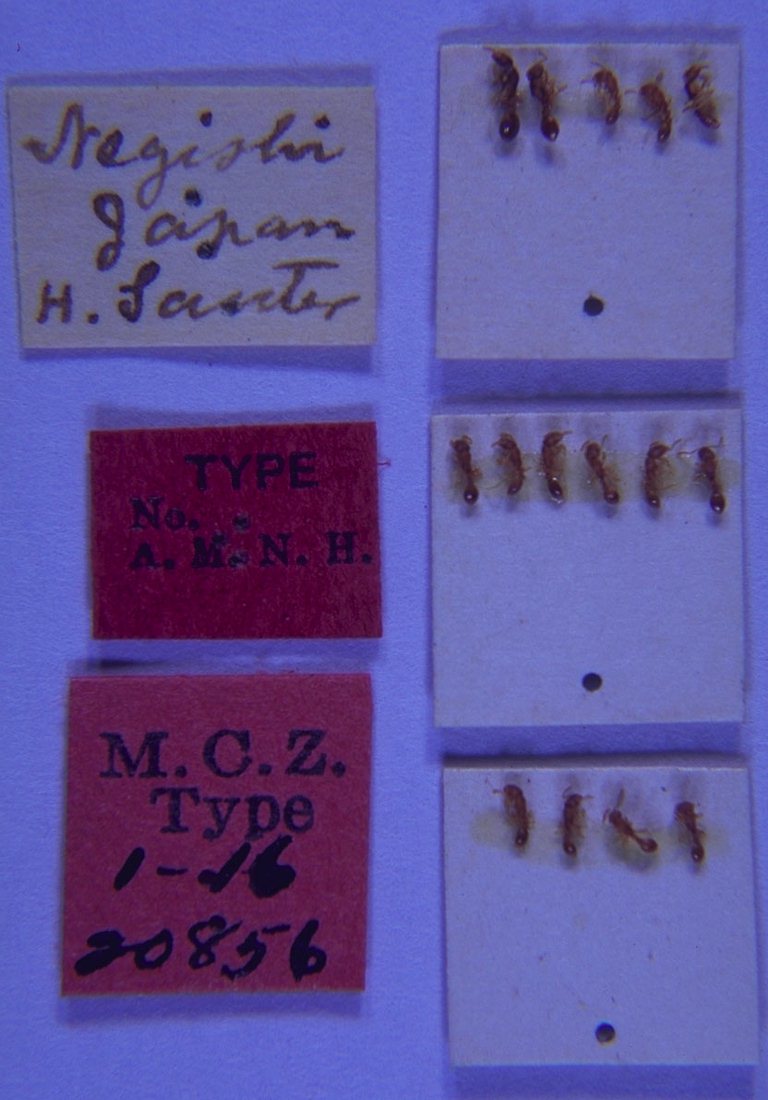 Negishi
Japan
H. Sauter
TYPE
No.
A. M. N. H.
M.C.Z.
Type
1-16
20856